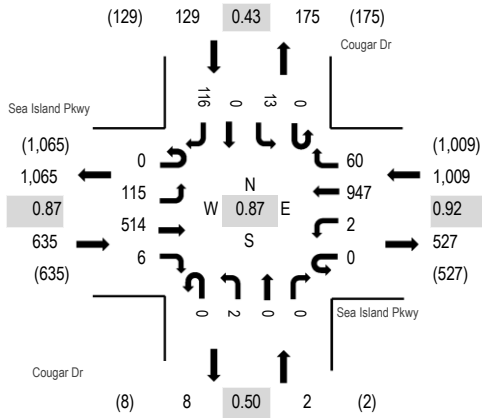 (129) 129 0.43 175 (175)
Cougar Dr
116 0 13 0
Sea Island Pkwy
(1,065)
1,065
0.87
635
(635)
0
115
514
6
N
W 0.87 E
S
60
947
2
0
(1,009)
1,009
0.92
527
(527)
0 2 0 0
Sea Island Pkwy
Cougar Dr
(8) 8 0.50 2 (2)